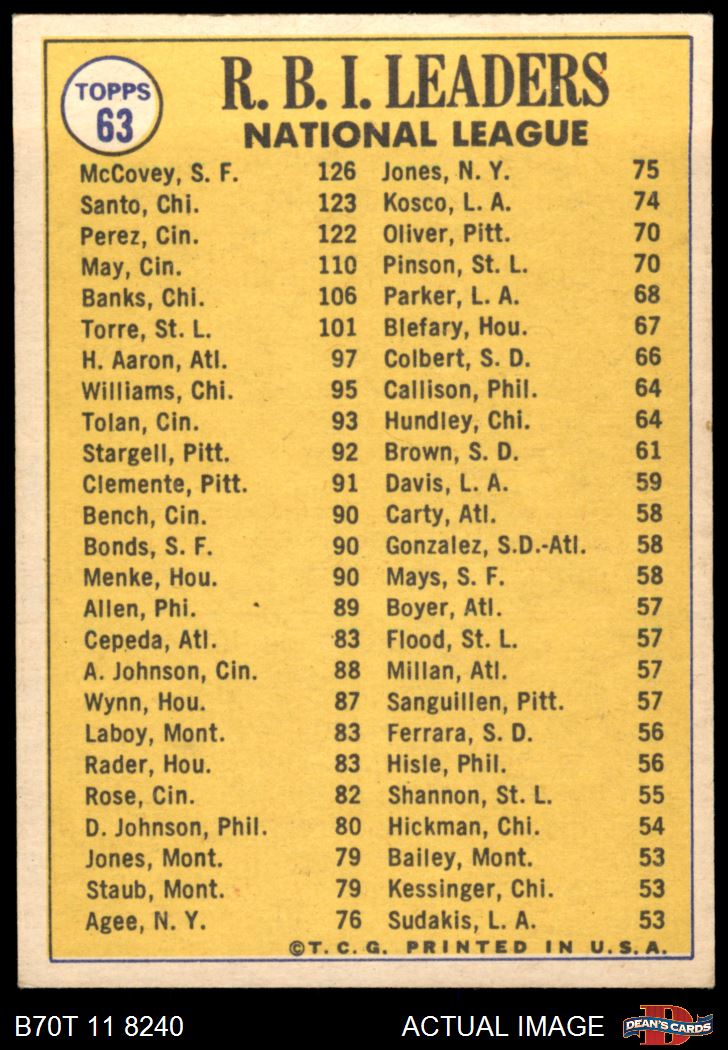 TOPPS
63
R. B. I. LEADERS
NATIONAL LEAGUE
McCovey, S. F. 126
Santo, Chi. 123
Perez, Cin. 122
May, Cin. 110
Banks, Chi. 106
Torre, St. L. 101
H. Aaron, Atl. 97
Williams, Chi. 95
Tolan, Cin. 93
Stargell, Pitt. 92
Clemente, Pitt. 91
Bench, Cin. 90
Bonds, S. F. 90
Menke, Hou. 90
Allen, Phi. 89
Cepeda, Atl. 83
A. Johnson, Cin. 88
Wynn, Hou. 87
Laboy, Mont. 83
Rader, Hou. 83
Rose, Cin. 82
D. Johnson, Phil. 80
Jones, Mont. 79
Staub, Mont. 79
Agee, N. Y. 76
Jones, N. Y. 75
Kosco, L. A. 74
Oliver, Pitt. 70
Pinson, St. L. 70
Parker, L. A. 68
Blefary, Hou. 67
Colbert, S. D. 66
Callison, Phil. 64
Hundley, Chi. 64
Brown, S. D. 61
Davis, L. A. 59
Carty, Atl. 58
Gonzalez, S.D.-Atl. 58
Mays, S. F. 58
Boyer, Atl. 57
Flood, St. L. 57
Millan, Atl. 57
Sanguillen, Pitt. 57
Ferrara, S. D. 56
Hisle, Phil. 56
Shannon, St. L. 55
Hickman, Chi. 54
Bailey, Mont. 53
Kessinger, Chi. 53
Sudakis, L. A. 53
©T. C. G. PRINTED IN U. S. A.
B70T 11 8240
ACTUAL IMAGE
D
DEAN'S CARDS